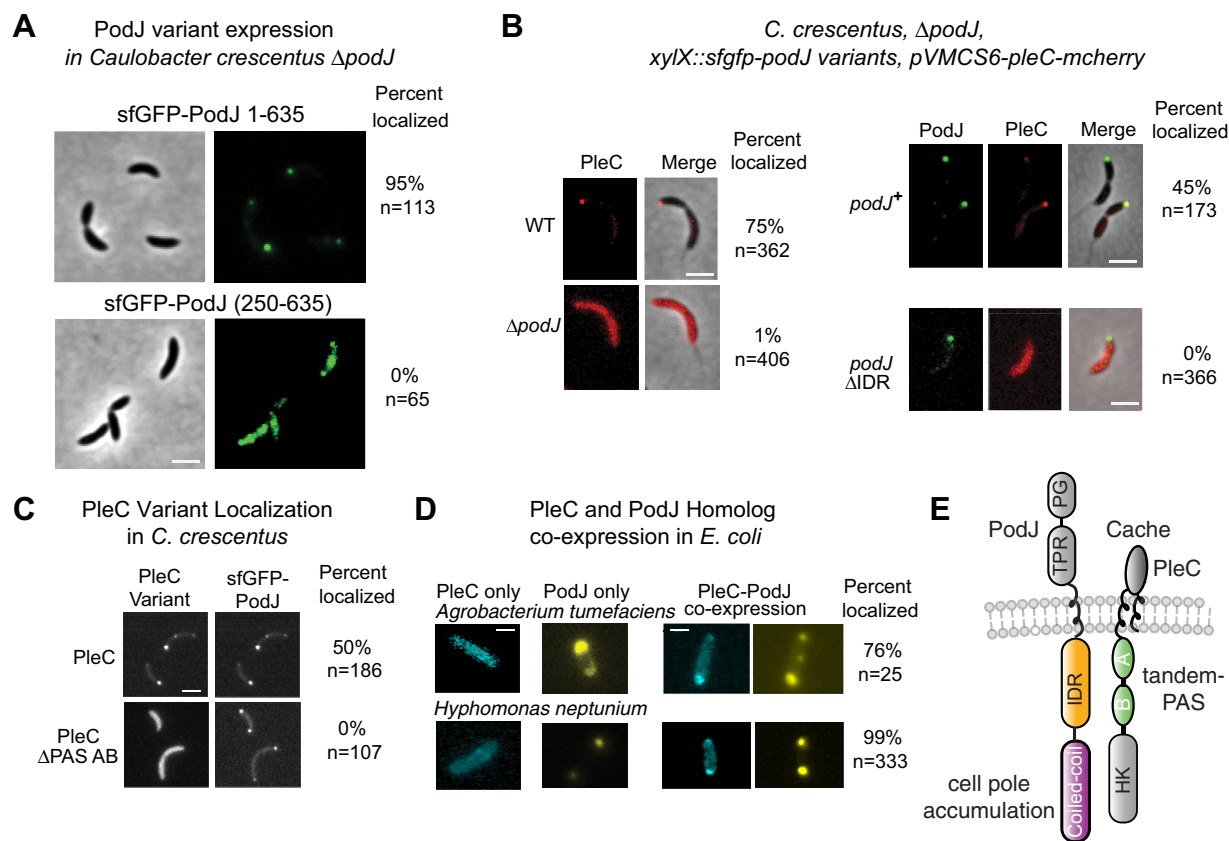 A
PodJ variant expression
in Caulobacter crescentus ΔpodJ
Percent
localized
sfGFP-PodJ 1-635
95%
n=113
sfGFP-PodJ (250-635)
0%
n=65
B
C. crescentus, ΔpodJ,
xylX::sfgfp-podJ variants, pVMCS6-pleC-mcherry
PleC Merge
Percent
localized
WT
75%
n=362
ΔpodJ
1%
n=406
PodJ PleC Merge
Percent
localized
podJ+
45%
n=173
podJ
ΔIDR
0%
n=366
C
PleC Variant Localization
in C. crescentus
PleC
Variant
sfGFP-
PodJ
Percent
localized
PleC
50%
n=186
PleC
ΔPAS AB
0%
n=107
D
PleC and PodJ Homolog
co-expression in E. coli
PleC only PodJ only PleC-PodJ
Agrobacterium tumefaciens co-expression
Percent
localized
76%
n=25
Hyphomonas neptunium
99%
n=333
E
PodJ
PG
TPR
Cache
PleC
IDR
A
B
tandem-
PAS
HK
Coiled-coil
cell pole
accumulation